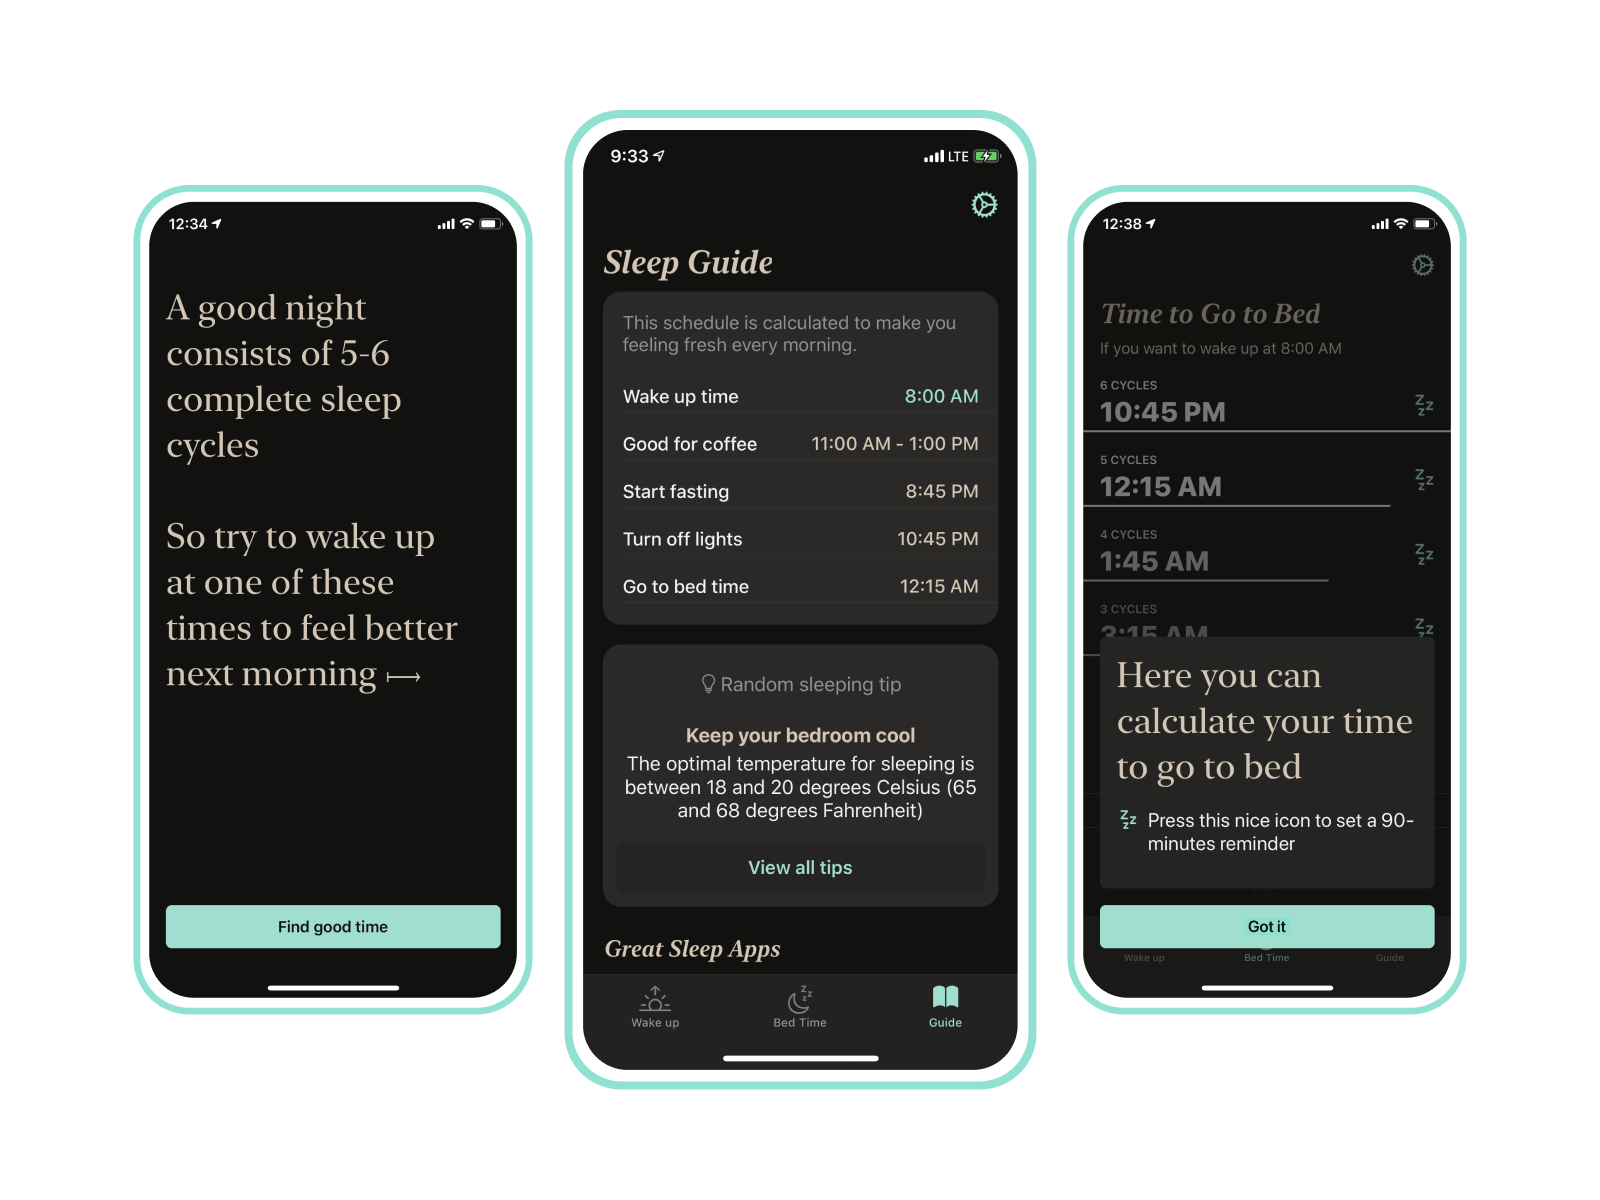 12:34
A good night
consists of 5-6
complete sleep
cycles
So try to wake up
at one of these
times to feel better
next morning ↦
Find good time
9:33
LTE
Sleep Guide
This schedule is calculated to make you
feeling fresh every morning.
Wake up time 8:00 AM
Good for coffee 11:00 AM - 1:00 PM
Start fasting 8:45 PM
Turn off lights 10:45 PM
Go to bed time 12:15 AM
Random sleeping tip
Keep your bedroom cool
The optimal temperature for sleeping is
between 18 and 20 degrees Celsius (65
and 68 degrees Fahrenheit)
View all tips
Great Sleep Apps
Wake up Bed Time Guide
12:38
Time to Go to Bed
If you want to wake up at 8:00 AM
6 CYCLES
10:45 PM
5 CYCLES
12:15 AM
4 CYCLES
1:45 AM
3 CYCLES
3:15 AM
Here you can
calculate your time
to go to bed
Press this nice icon to set a 90-
minutes reminder
Got it
Wake up Bed Time Guide